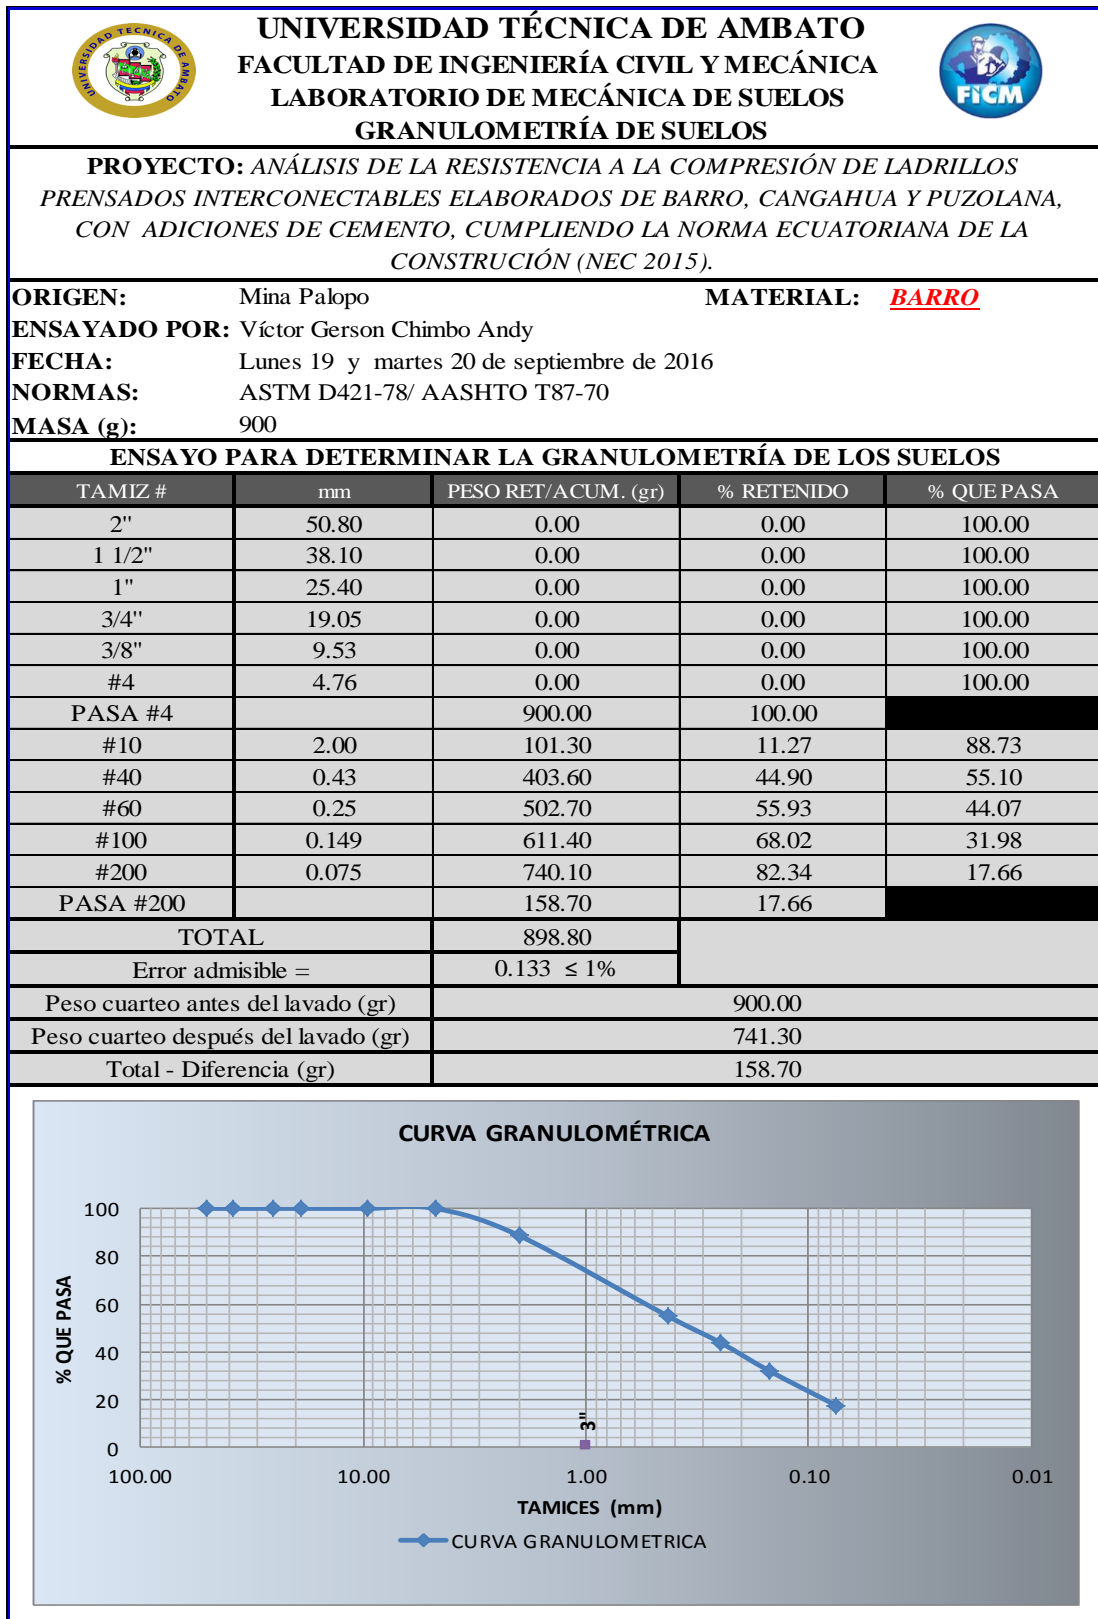 UNIVERSIDAD TÉCNICA DE AMBATO
FACULTAD DE INGENIERÍA CIVIL Y MECÁNICA
LABORATORIO DE MECÁNICA DE SUELOS
GRANULOMETRÍA DE SUELOS
UNIVERSIDAD TECNICA DE AMBATO
FICM
PROYECTO: ANÁLISIS DE LA RESISTENCIA A LA COMPRESIÓN DE LADRILLOS
PRENSADOS INTERCONECTABLES ELABORADOS DE BARRO, CANGAHUA Y PUZOLANA,
CON ADICIONES DE CEMENTO, CUMPLIENDO LA NORMA ECUATORIANA DE LA
CONSTRUCIÓN (NEC 2015).
ORIGEN: Mina Palopo MATERIAL: BARRO
ENSAYADO POR: Víctor Gerson Chimbo Andy
FECHA: Lunes 19 y martes 20 de septiembre de 2016
NORMAS: ASTM D421-78/ AASHTO T87-70
MASA (g): 900
ENSAYO PARA DETERMINAR LA GRANULOMETRÍA DE LOS SUELOS
TAMIZ # mm PESO RET/ACUM. (gr) % RETENIDO % QUE PASA
2" 50.80 0.00 0.00 100.00
1 1/2" 38.10 0.00 0.00 100.00
1" 25.40 0.00 0.00 100.00
3/4" 19.05 0.00 0.00 100.00
3/8" 9.53 0.00 0.00 100.00
#4 4.76 0.00 0.00 100.00
PASA #4 900.00 100.00
#10 2.00 101.30 11.27 88.73
#40 0.43 403.60 44.90 55.10
#60 0.25 502.70 55.93 44.07
#100 0.149 611.40 68.02 31.98
#200 0.075 740.10 82.34 17.66
PASA #200 158.70 17.66
TOTAL 898.80
Error admisible = 0.133 ≤ 1%
Peso cuarteo antes del lavado (gr) 900.00
Peso cuarteo después del lavado (gr) 741.30
Total - Diferencia (gr) 158.70
CURVA GRANULOMÉTRICA
% QUE PASA
100
80
60
40
20
0
3"
100.00 10.00 1.00 0.10 0.01
TAMICES (mm)
CURVA GRANULOMETRICA